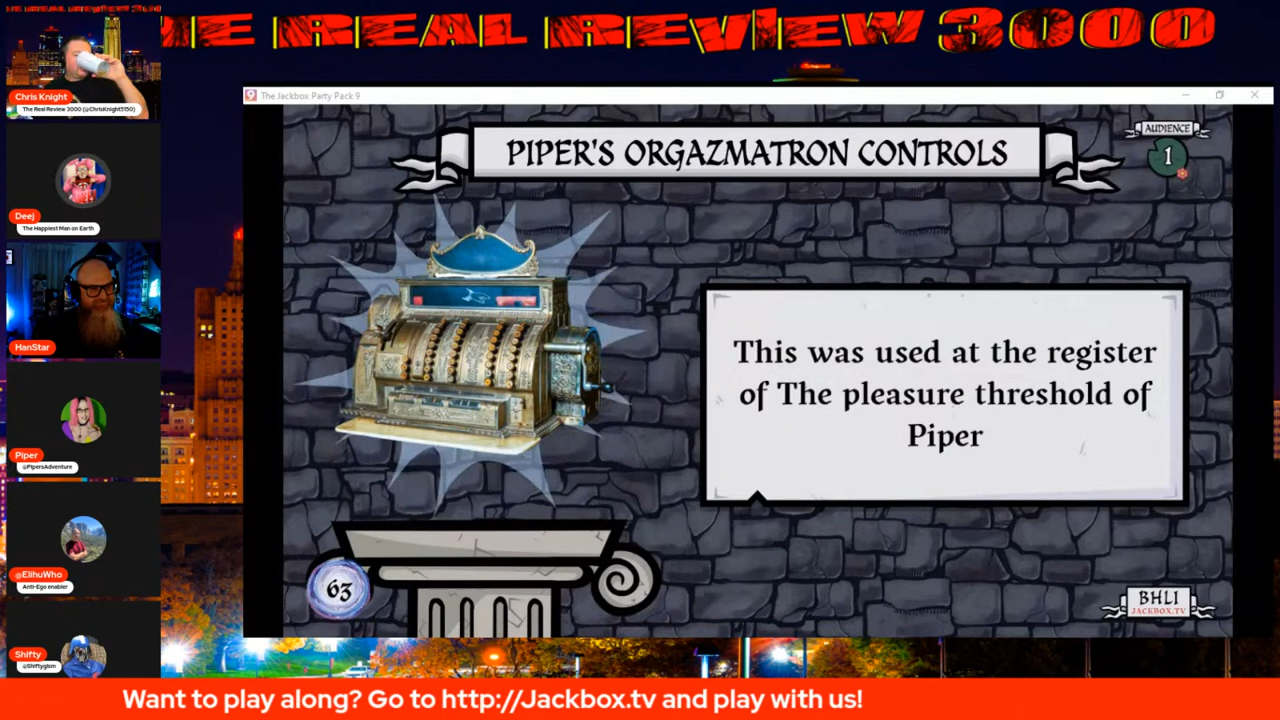 THE REAL REVIEW 3000
The Jackbox Party Pack 9
PIPER'S ORGAZMATRON CONTROLS
AUDIENCE
1
This was used at the register
of The pleasure threshold of
Piper
63
BHLI
JACKBOX.TV
Chris Knight
The Real Review 3000 (@ChrisKnight5150)
Deej
The Happiest Man on Earth
HanStar
Piper
@PipersAdventure
@ElihuWho
Anti-Ego enabler
Shifty
@Shiftygism
Want to play along? Go to http://Jackbox.tv and play with us!